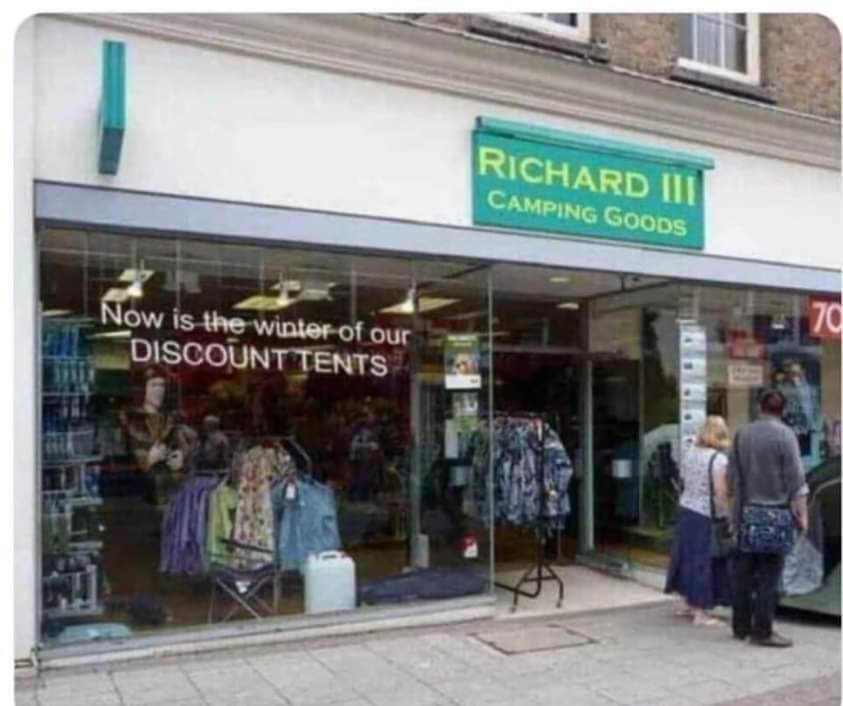 RICHARD III
CAMPING GOODS
Now is the winter of our
DISCOUNT TENTS
70